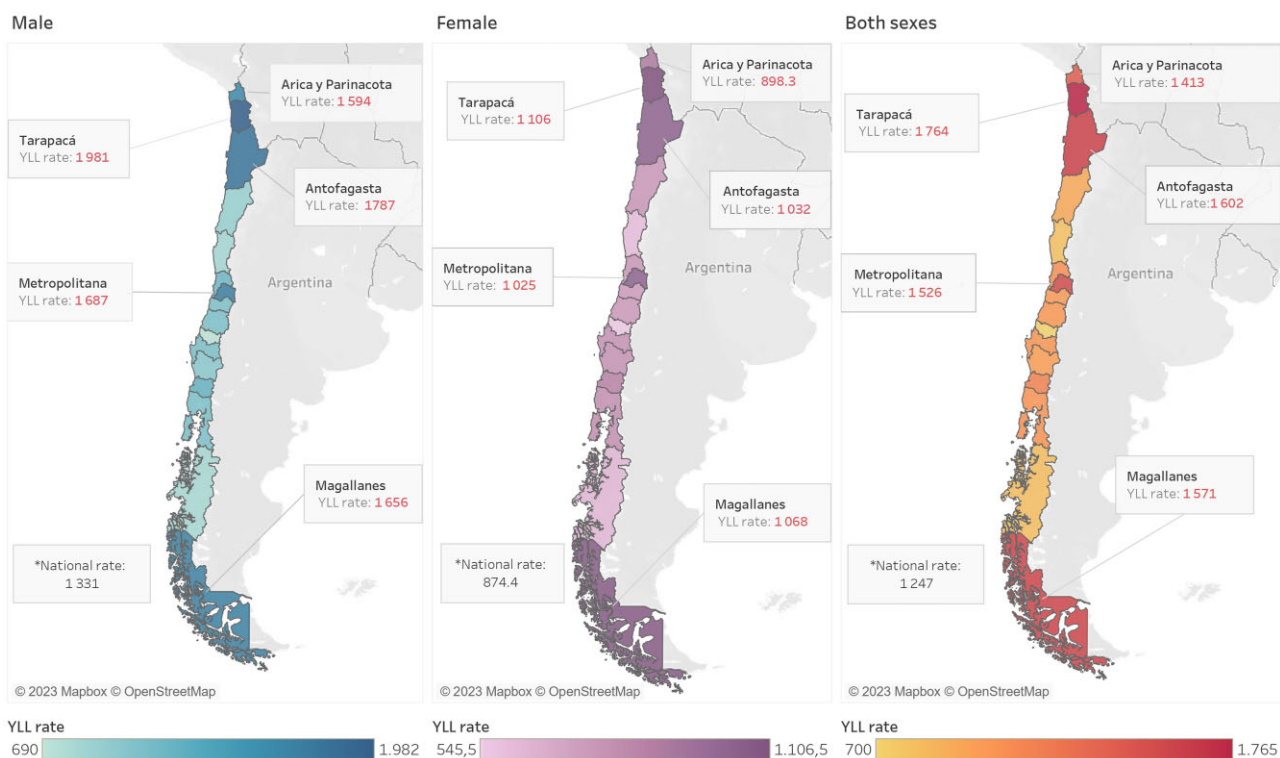 Male
Arica y Parinacota
YLL rate: 1 594
Tarapacá
YLL rate: 1 981
Antofagasta
YLL rate: 1787
Metropolitana
YLL rate: 1 687
Argentina
Magallanes
YLL rate: 1 656
*National rate:
1 331
© 2023 Mapbox © OpenStreetMap
YLL rate
690
1.982
Female
Arica y Parinacota
YLL rate: 898.3
Tarapacá
YLL rate: 1 106
Antofagasta
YLL rate: 1 032
Metropolitana
YLL rate: 1 025
Argentina
Magallanes
YLL rate: 1 068
*National rate:
874.4
© 2023 Mapbox © OpenStreetMap
YLL rate
545,5
1.106,5
Both sexes
Arica y Parinacota
YLL rate: 1 413
Tarapacá
YLL rate: 1 764
Antofagasta
YLL rate:1 602
Metropolitana
YLL rate: 1 526
Argentina
Magallanes
YLL rate: 1 571
*National rate:
1 247
© 2023 Mapbox © OpenStreetMap
YLL rate
700
1.765